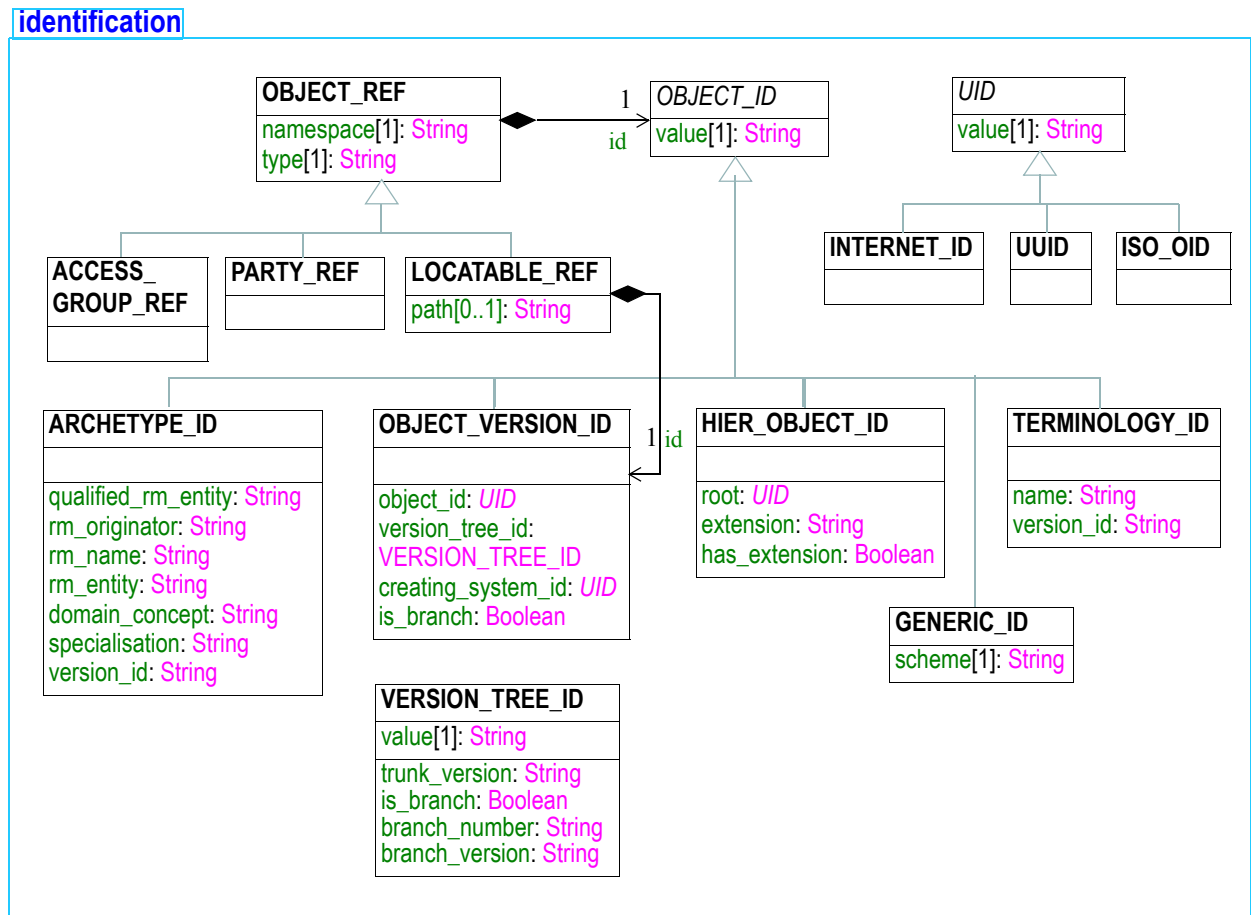 identification
OBJECT_REF
namespace[1]: String
type[1]: String
1
id
OBJECT_ID
value[1]: String
UID
value[1]: String
ACCESS_
GROUP_REF
PARTY_REF
LOCATABLE_REF
path[0..1]: String
INTERNET_ID
UUID
ISO_OID
ARCHETYPE_ID
qualified_rm_entity: String
rm_originator: String
rm_name: String
rm_entity: String
domain_concept: String
specialisation: String
version_id: String
OBJECT_VERSION_ID
object_id: UID
version_tree_id:
VERSION_TREE_ID
creating_system_id: UID
is_branch: Boolean
1 id
HIER_OBJECT_ID
root: UID
extension: String
has_extension: Boolean
TERMINOLOGY_ID
name: String
version_id: String
GENERIC_ID
scheme[1]: String
VERSION_TREE_ID
value[1]: String
trunk_version: String
is_branch: Boolean
branch_number: String
branch_version: String